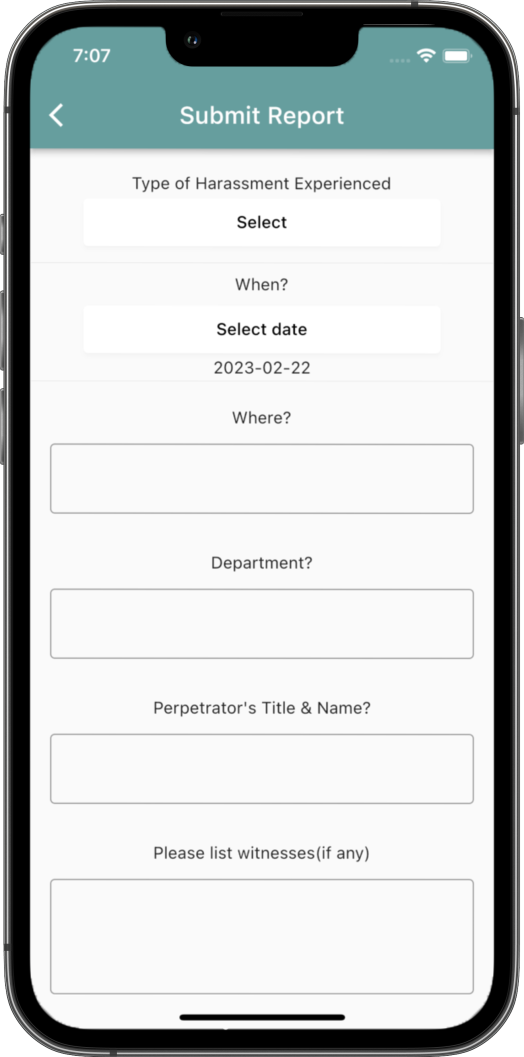 7:07
Submit Report
Type of Harassment Experienced
Select
When?
Select date
2023-02-22
Where?
Department?
Perpetrator's Title & Name?
Please list witnesses(if any)